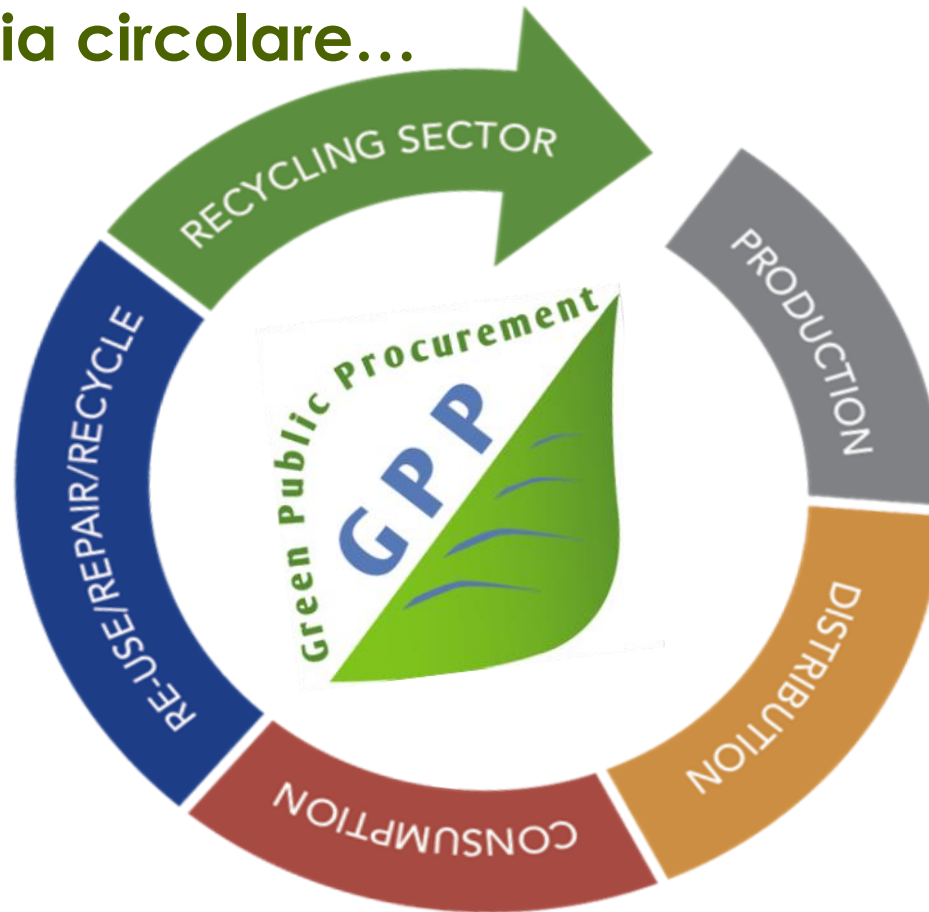 ia circolare...
RECYCLING SECTOR
PRODUCTION
DISTRIBUTION
CONSUMPTION
RE-USE/REPAIR/RECYCLE
Green Public Procurement
GPP